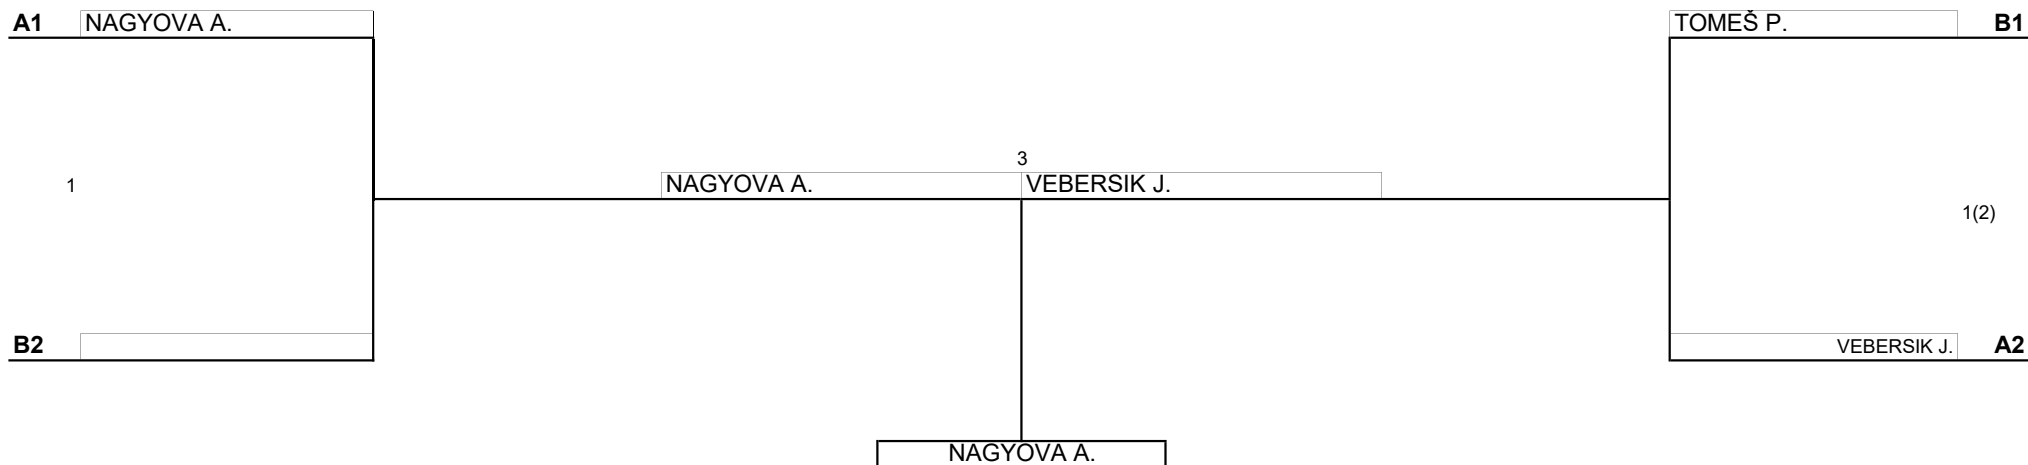 A1 NAGYOVA A. TOMEŠ P. B1
3
1 NAGYOVA A. VEBERSIK J.
1(2)
B2 VEBERSIK J. A2
NAGYOVA A.